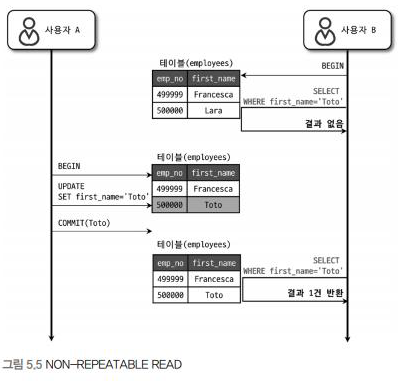 사용자 A
사용자 B
테이블(employees)
BEGIN
emp_no first_name
499999 Francesca
500000 Lara
SELECT
WHERE first_name='Toto'
결과 없음
BEGIN
테이블(employees)
emp_no first_name
499999 Francesca
500000 Toto
UPDATE
SET first_name='Toto'
COMMIT(Toto)
테이블(employees)
emp_no first_name
499999 Francesca
500000 Toto
SELECT
WHERE first_name='Toto'
결과 1건 반환
그림 5.5 NON-REPEATABLE READ